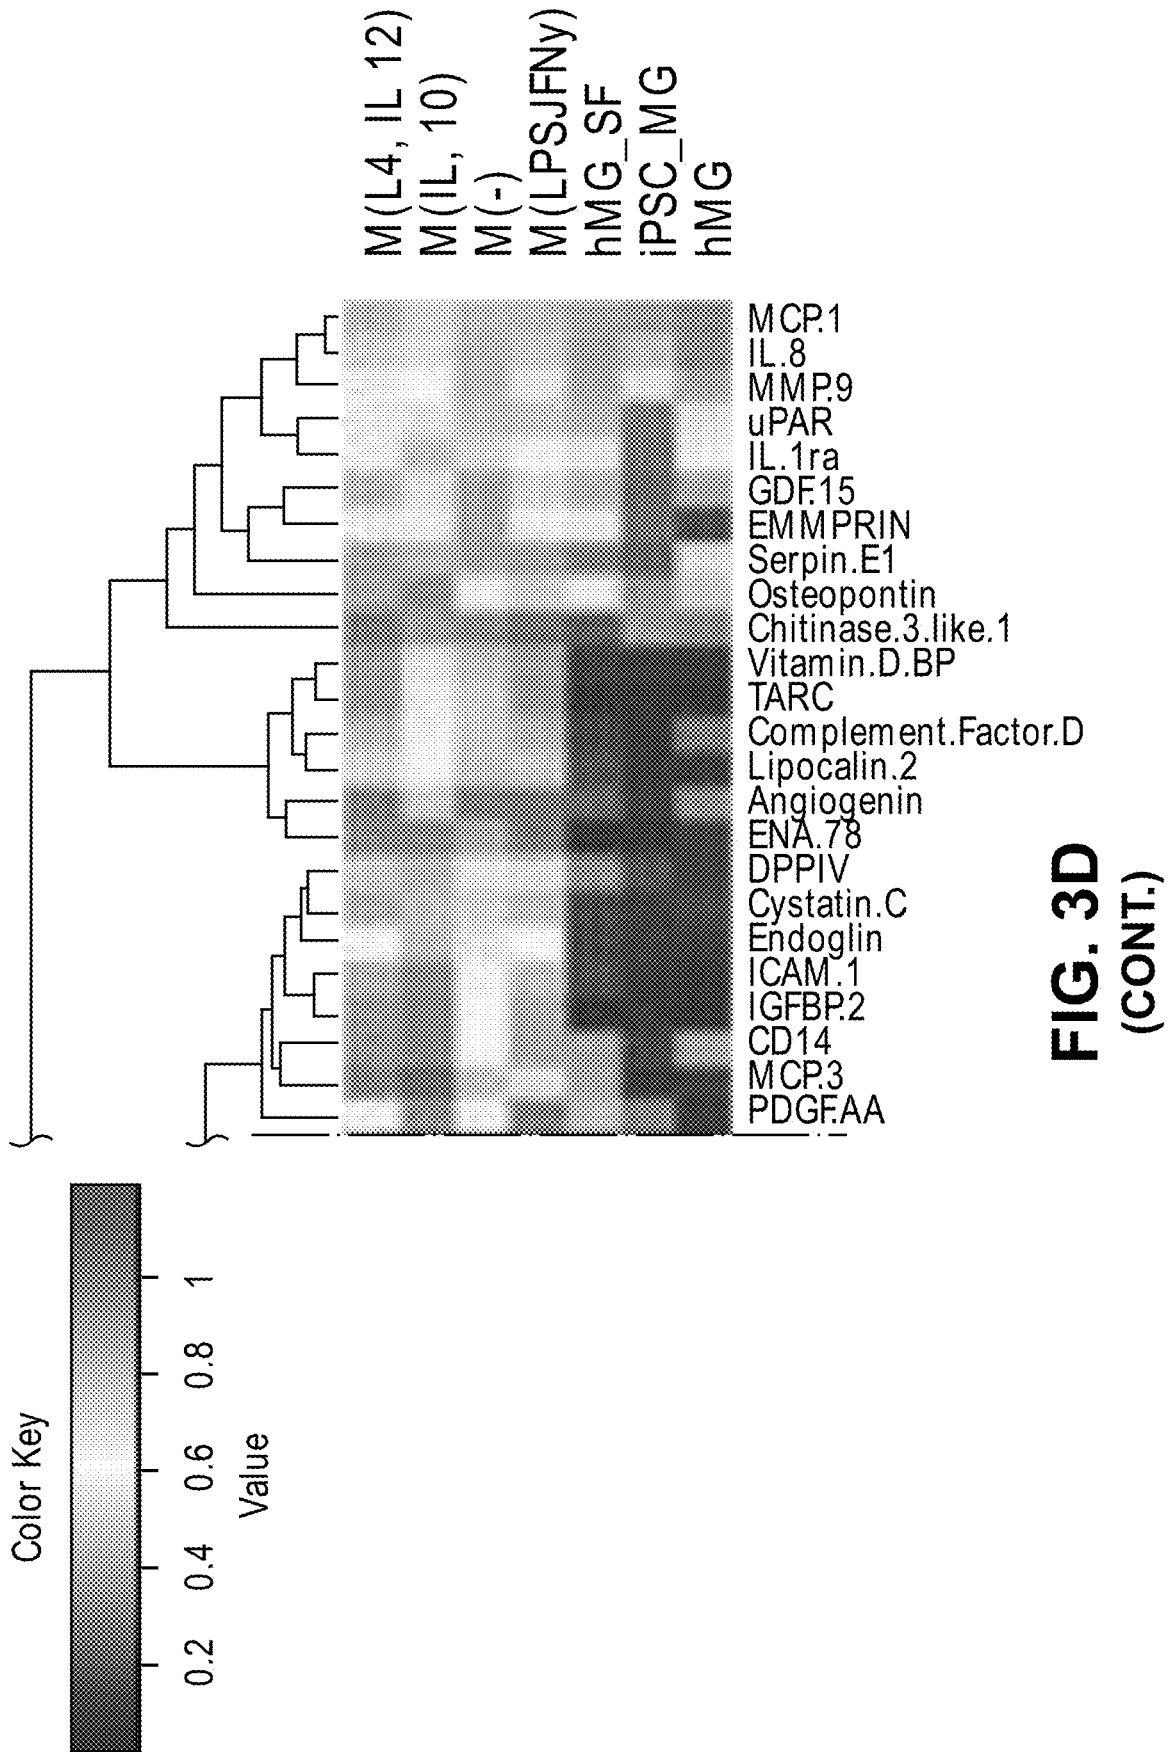 Color Key
0.2 0.4 0.6 0.8 1
Value
M(L4, IL 12)
M(IL, 10)
M(-)
M(LPSJFNy)
hMG_SF
iPSC_MG
hMG
MCP.1
IL.8
MMP.9
uPAR
IL.1ra
GDF.15
EMMPRIN
Serpin.E1
Osteopontin
Chitinase.3.like.1
Vitamin.D.BP
TARC
Complement.Factor.D
Lipocalin.2
Angiogenin
ENA.78
DPPIV
Cystatin.C
Endoglin
ICAM.1
IGFBP.2
CD14
MCP.3
PDGF.AA
FIG. 3D
(CONT.)